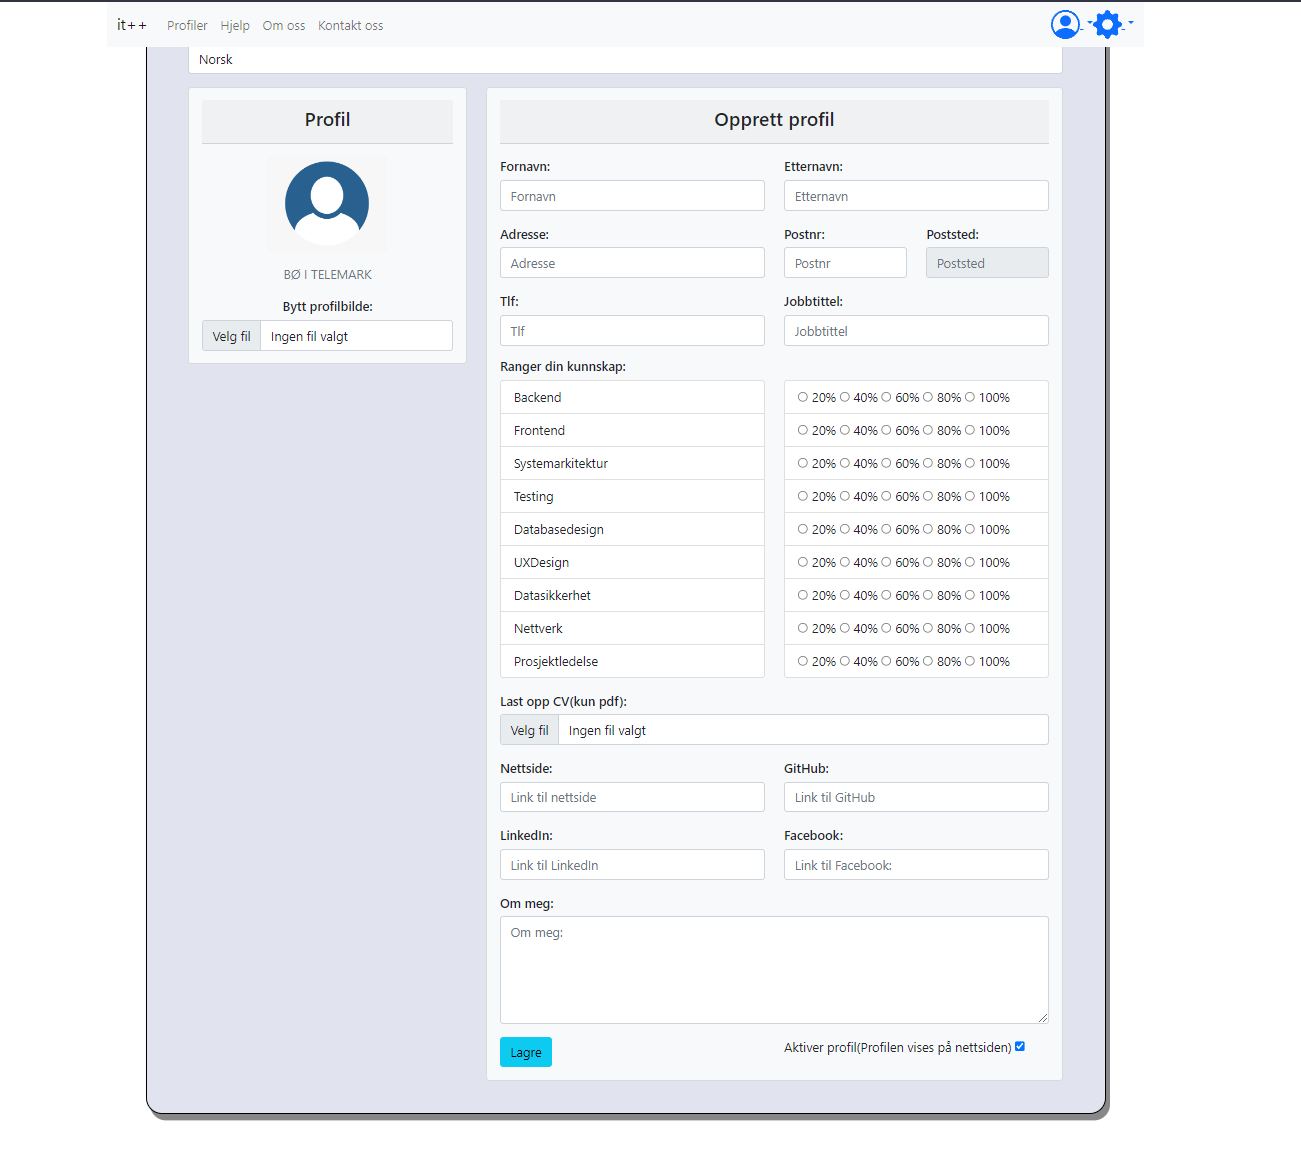 it++ Profiler Hjelp Om oss Kontakt oss
Norsk
Profil
BØ I TELEMARK
Bytt profilbilde:
Velg fil Ingen fil valgt
Opprett profil
Fornavn: Etternavn:
Fornavn Etternavn
Adresse: Postnr: Poststed:
Adresse Postnr Poststed
Tlf: Jobbtittel:
Tlf Jobbtittel
Ranger din kunnskap:
Backend 20% 40% 60% 80% 100%
Frontend 20% 40% 60% 80% 100%
Systemarkitektur 20% 40% 60% 80% 100%
Testing 20% 40% 60% 80% 100%
Databasedesign 20% 40% 60% 80% 100%
UXDesign 20% 40% 60% 80% 100%
Datasikkerhet 20% 40% 60% 80% 100%
Nettverk 20% 40% 60% 80% 100%
Prosjektledelse 20% 40% 60% 80% 100%
Last opp CV(kun pdf):
Velg fil Ingen fil valgt
Nettside: GitHub:
Link til nettside Link til GitHub
LinkedIn: Facebook:
Link til LinkedIn Link til Facebook:
Om meg:
Om meg:
Lagre Aktiver profil(Profilen vises på nettsiden)